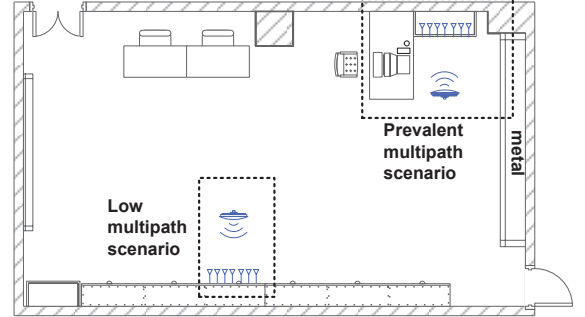 Prevalent
multipath
scenario
metal
Low
multipath
scenario